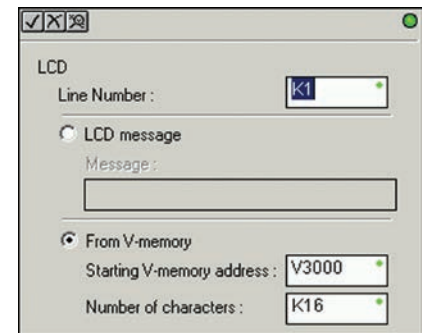 LCD
Line Number : K1
LCD message
Message :
From V-memory
Starting V-memory address : V3000
Number of characters : K16